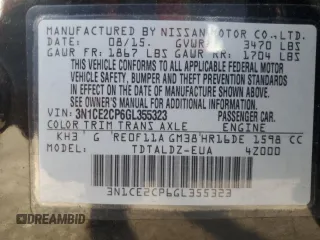 MFD BY NISSAN MOTOR CO., LTD.
DATE: 08/15. GVWR: 3470 LBS
GAWR FR: 1867 LBS GAWR RR: 1704 LBS
THIS VEHICLE CONFORMS TO ALL APPLICABLE FEDERAL MOTOR
VEHICLE SAFETY, BUMPER AND THEFT PREVENTION STANDARDS
IN EFFECT ON THE DATE OF MANUFACTURE SHOWN ABOVE.
SEE OWNER'S MANUAL FOR ADDITIONAL INFORMATION
VIN: 3N1CE2CP6GL355323 PASSENGER CAR.
COLOR TRIM TRANS AXLE ENGINE
KH3 G RE0F11A GM38 HR16DE 1598 CC
MODEL: TDTALDZ-EUA 4Z000
3N1CE2CP6GL355323
© DEALERBID